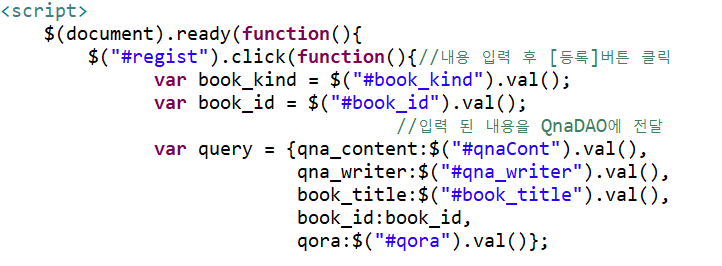 <script>
$(document).ready(function(){
$("#regist").click(function(){//내용 입력 후 [등록]버튼 클릭
var book_kind = $("#book_kind").val();
var book_id = $("#book_id").val();
//입력 된 내용을 QnaDAO에 전달
var query = {qna_content:$("#qnaCont").val(),
qna_writer:$("#qna_writer").val(),
book_title:$("#book_title").val(),
book_id:book_id,
qora:$("#qora").val()};